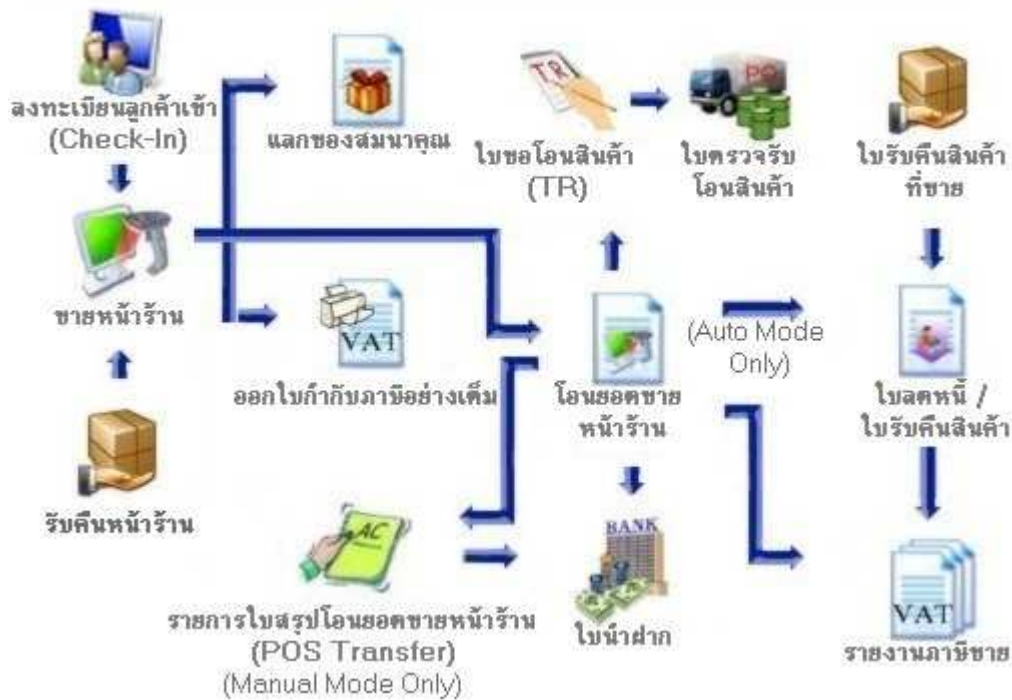 ลงทะเบียนลูกค้าเข้า
(Check-In)
แลกของสมนาคุณ
TR
ใบขอโอนสินค้า
(TR)
PO
ใบตรวจรับ
โอนสินค้า
ใบรับคืนสินค้า
ที่ขาย
ขายหน้าร้าน
VAT
ออกใบกำกับภาษีอย่างเต็ม
โอนยอดขาย
หน้าร้าน
(Auto Mode
Only)
ใบลดหนี้ /
ใบรับคืนสินค้า
รับคืนหน้าร้าน
AC
รายการใบสรุปโอนยอดขายหน้าร้าน
(POS Transfer)
(Manual Mode Only)
BANK
ใบนำฝาก
VAT
รายงานภาษีขาย